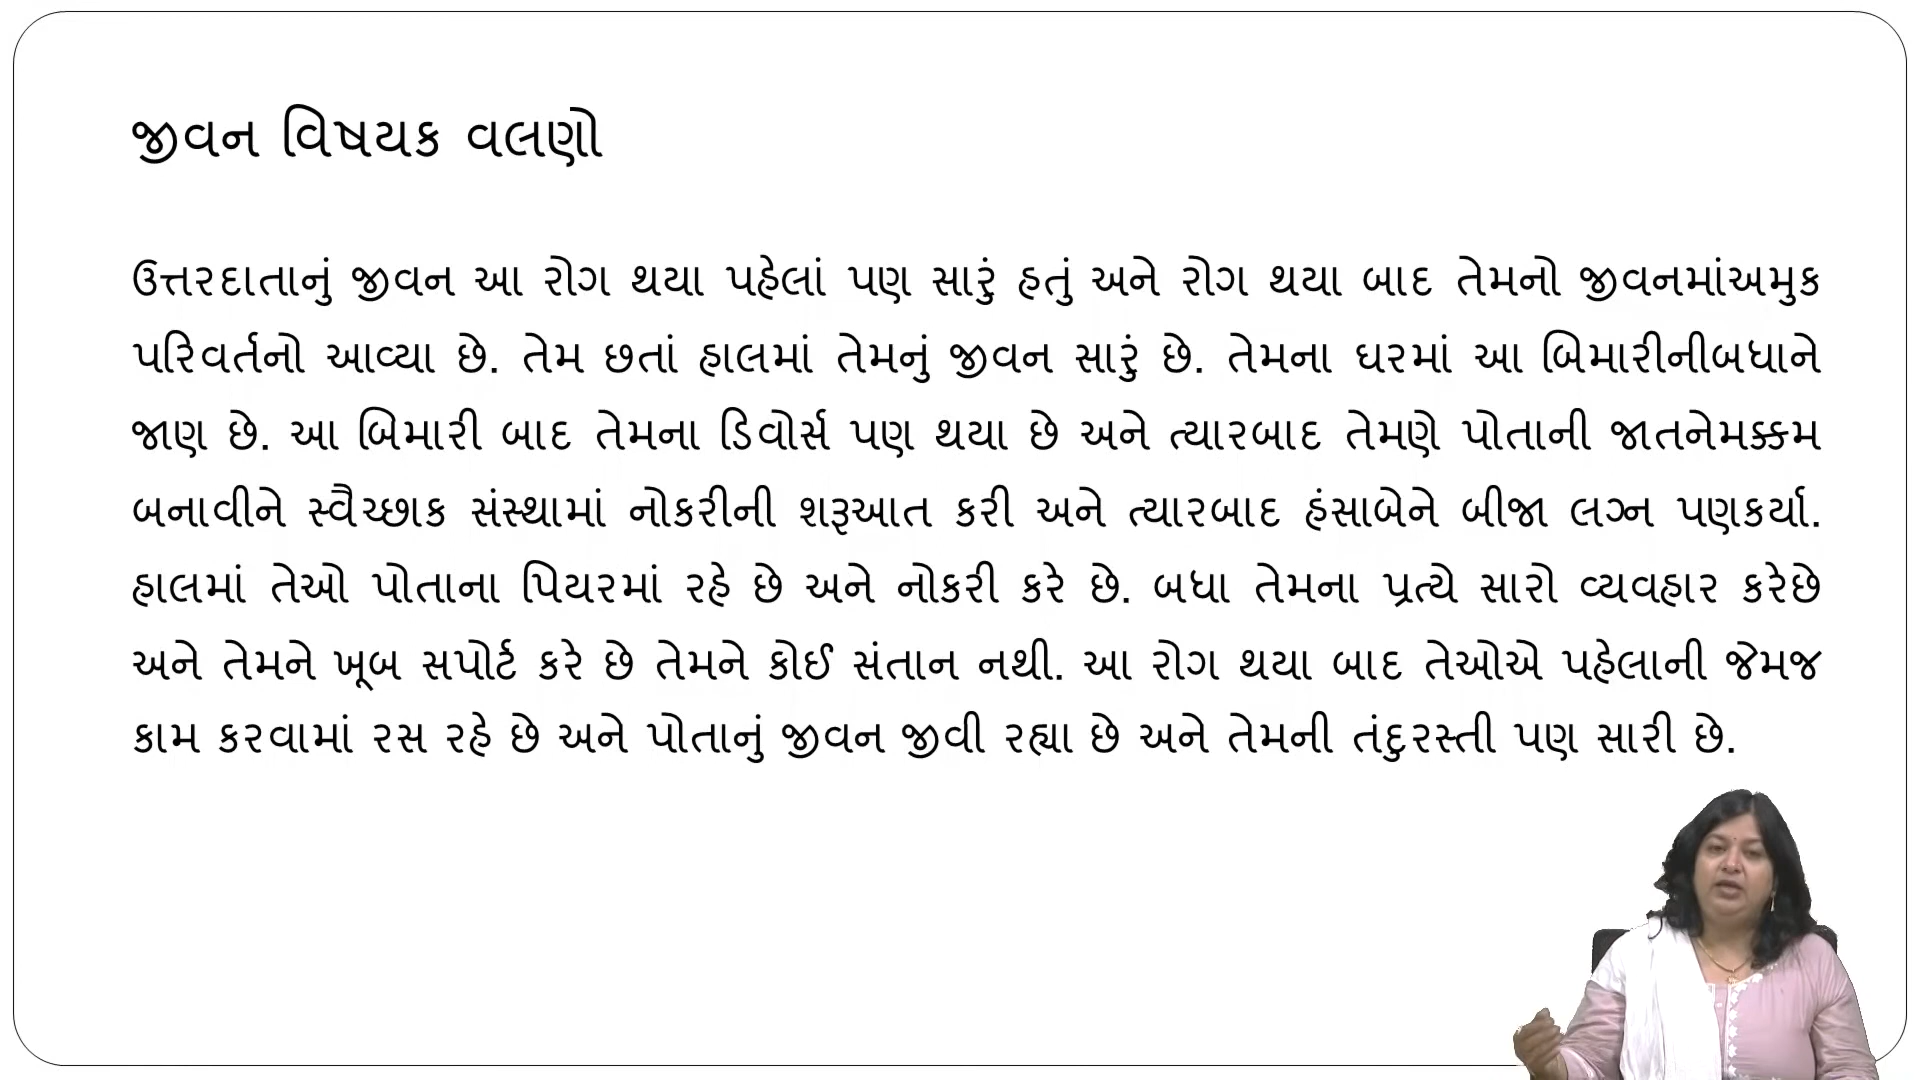 જીવન વિષયક વલણો
ઉત્તરદાતાનું જીવન આ રોગ થયા પહેલાં પણ સારું હતું અને રોગ થયા બાદ તેમનો જીવનમાંઅમુક
પરિવર્તનો આવ્યા છે. તેમ છતાં હાલમાં તેમનું જીવન સારું છે. તેમના ઘરમાં આ બિમારીનીબધાને
જાણ છે. આ બિમારી બાદ તેમના ડિવોર્સ પણ થયા છે અને ત્યારબાદ તેમણે પોતાની જાતનેમક્કમ
બનાવીને સ્વૈચ્છાક સંસ્થામાં નોકરીની શરૂઆત કરી અને ત્યારબાદ હંસાબેને બીજા લગ્ન પણકર્યા.
હાલમાં તેઓ પોતાના પિયરમાં રહે છે અને નોકરી કરે છે. બધા તેમના પ્રત્યે સારો વ્યવહાર કરેછે
અને તેમને ખૂબ સપોર્ટ કરે છે તેમને કોઈ સંતાન નથી. આ રોગ થયા બાદ તેઓએ પહેલાની જેમજ
કામ કરવામાં રસ રહે છે અને પોતાનું જીવન જીવી રહ્યા છે અને તેમની તંદુરસ્તી પણ સારી છે.